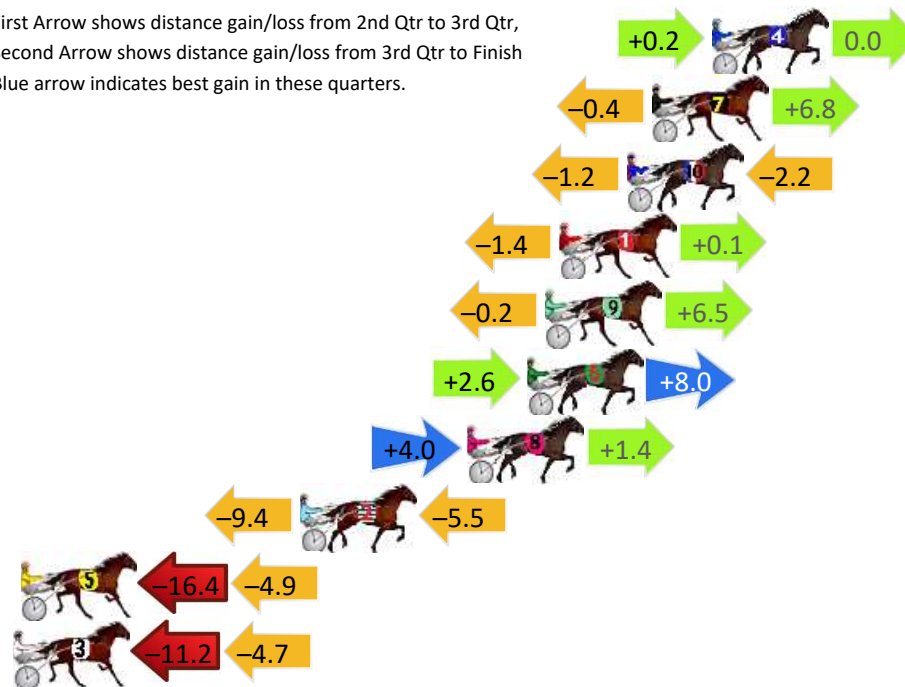 irst Arrow shows distance gain/loss from 2nd Qtr to 3rd Qtr,
econd Arrow shows distance gain/loss from 3rd Qtr to Finish
Blue arrow indicates best gain in these quarters.
+0.2 4 0.0
–0.4 7 +6.8
–1.2 10 –2.2
–1.4 1 +0.1
–0.2 9 +6.5
+2.6 6 +8.0
+4.0 8 +1.4
–9.4 2 –5.5
5 –16.4 –4.9
3 –11.2 –4.7